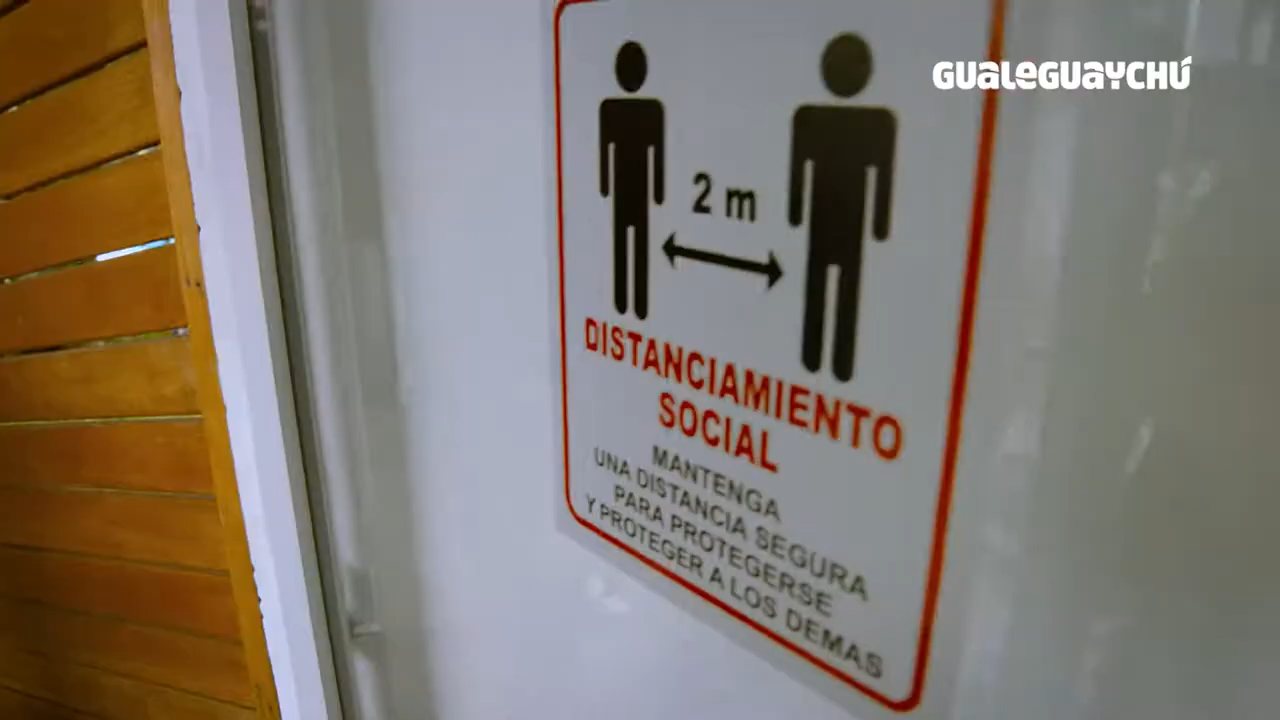 GUALEGUAYCHÚ
2 m
DISTANCIAMIENTO
SOCIAL
MANTENGA
UNA DISTANCIA SEGURA
PARA PROTEGERSE
Y PROTEGER A LOS DEMAS